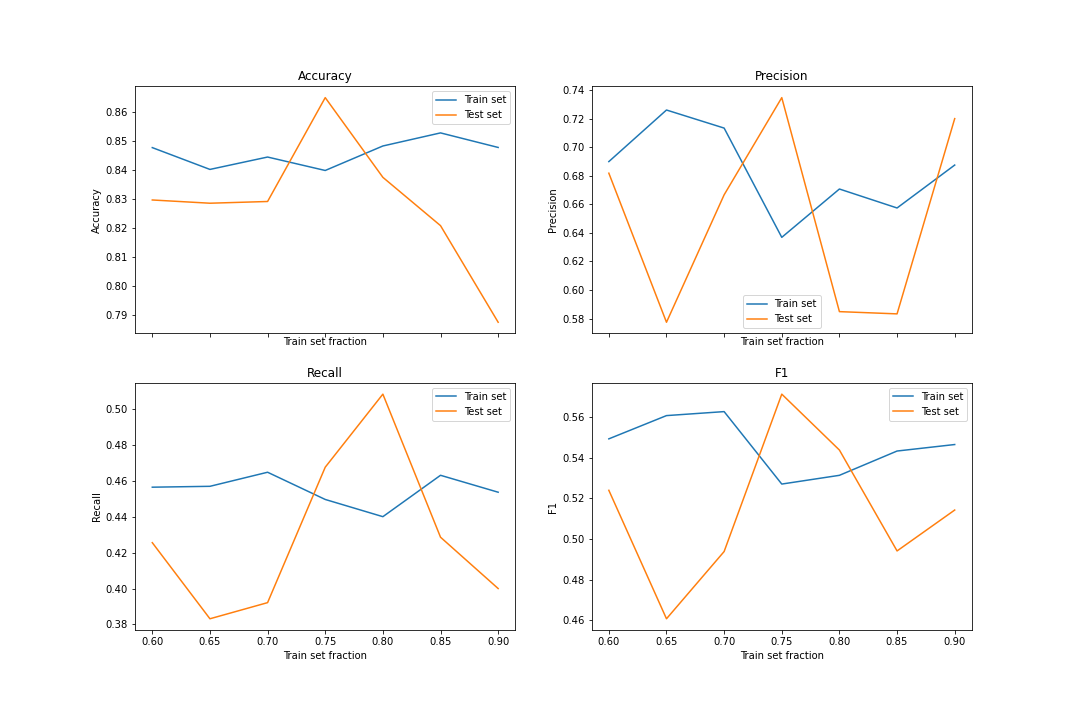 Accuracy
Accuracy
0.86
0.85
0.84
0.83
0.82
0.81
0.80
0.79
Train set
Test set
Train set fraction
Precision
Precision
0.74
0.72
0.70
0.68
0.66
0.64
0.62
0.60
0.58
Train set
Test set
Train set fraction
Recall
Recall
0.50
0.48
0.46
0.44
0.42
0.40
0.38
Train set
Test set
0.60 0.65 0.70 0.75 0.80 0.85 0.90
Train set fraction
F1
F1
0.56
0.54
0.52
0.50
0.48
0.46
Train set
Test set
0.60 0.65 0.70 0.75 0.80 0.85 0.90
Train set fraction